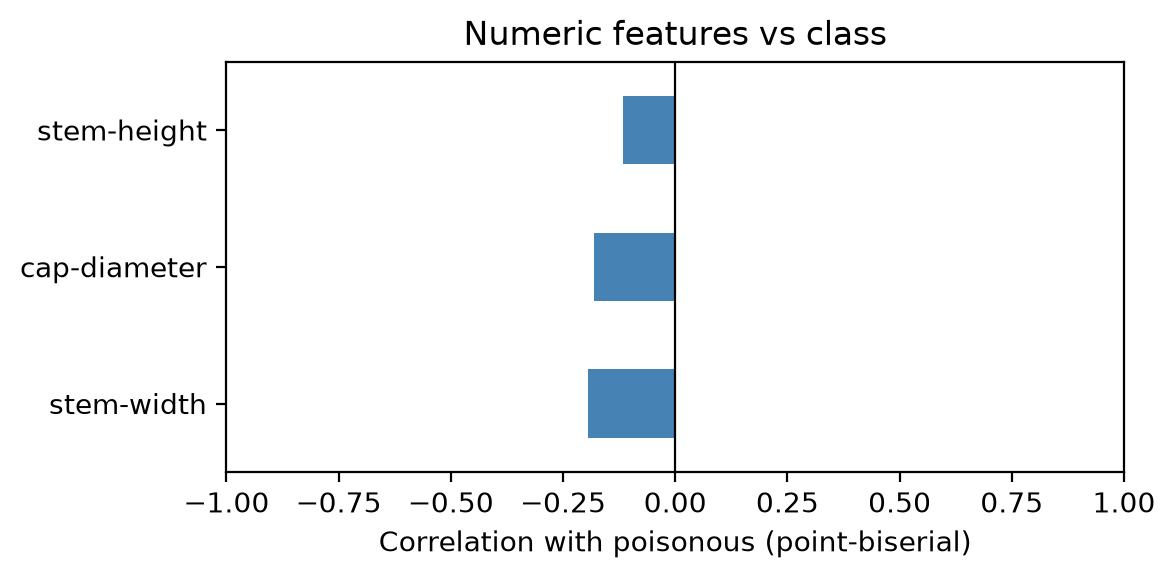 Numeric features vs class
stem-height
cap-diameter
stem-width
−1.00 −0.75 −0.50 −0.25 0.00 0.25 0.50 0.75 1.00
Correlation with poisonous (point-biserial)